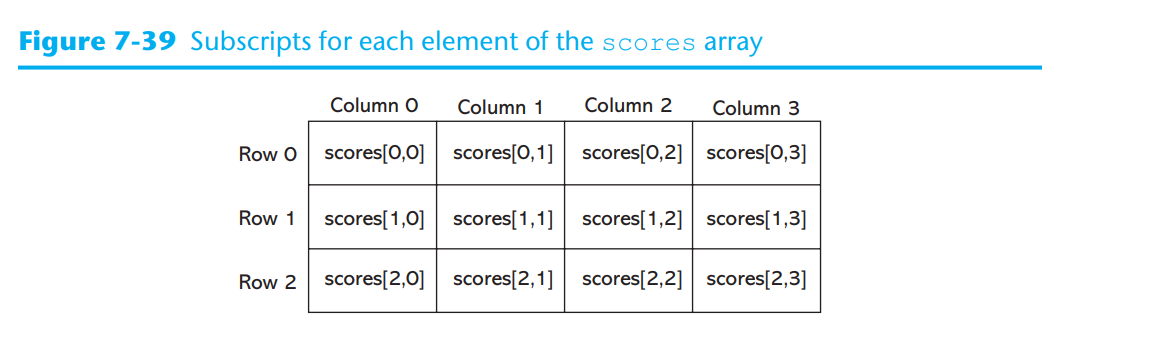 Figure 7-39 Subscripts for each element of the scores array
Column 0 Column 1 Column 2 Column 3
Row 0 scores[0,0] scores[0,1] scores[0,2] scores[0,3]
Row 1 scores[1,0] scores[1,1] scores[1,2] scores[1,3]
Row 2 scores[2,0] scores[2,1] scores[2,2] scores[2,3]